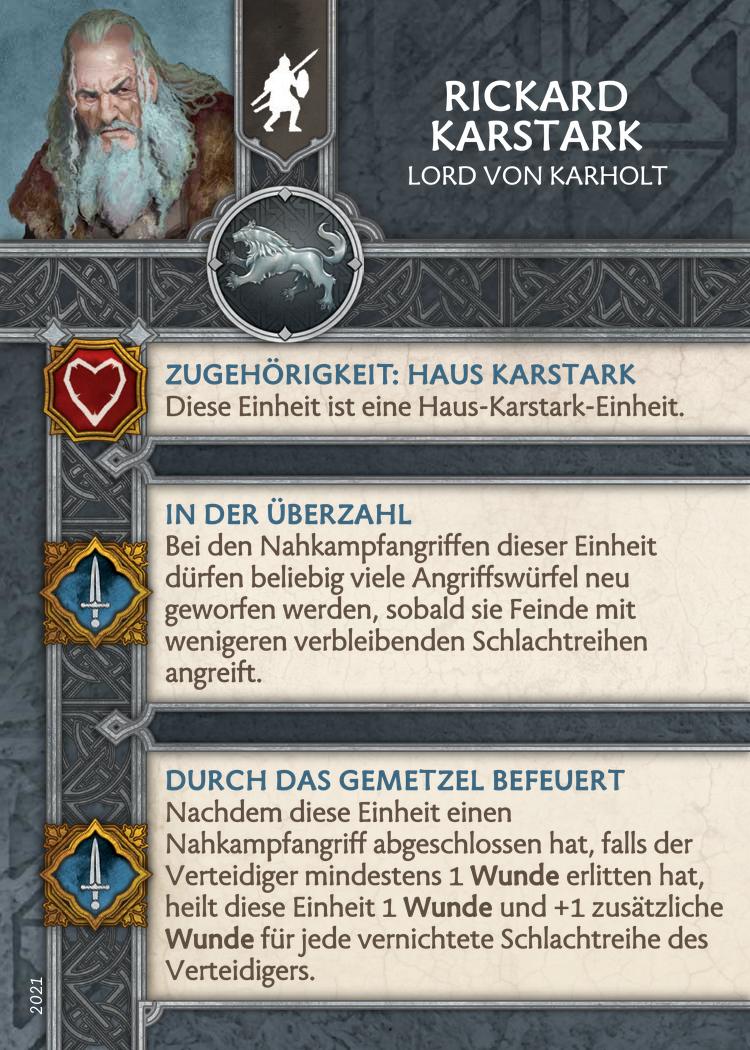 RICKARD
KARSTARK
LORD VON KARHOLT
ZUGEHÖRIGKEIT: HAUS KARSTARK
Diese Einheit ist eine Haus-Karstark-Einheit.
IN DER ÜBERZAHL
Bei den Nahkampfangriffen dieser Einheit
dürfen beliebig viele Angriffswürfel neu
geworfen werden, sobald sie Feinde mit
wenigeren verbleibenden Schlachtreihen
angreift.
DURCH DAS GEMETZEL BEFEUERT
Nachdem diese Einheit einen
Nahkampfangriff abgeschlossen hat, falls der
Verteidiger mindestens 1 Wunde erlitten hat,
heilt diese Einheit 1 Wunde und +1 zusätzliche
Wunde für jede vernichtete Schlachtreihe des
Verteidigers.
2021